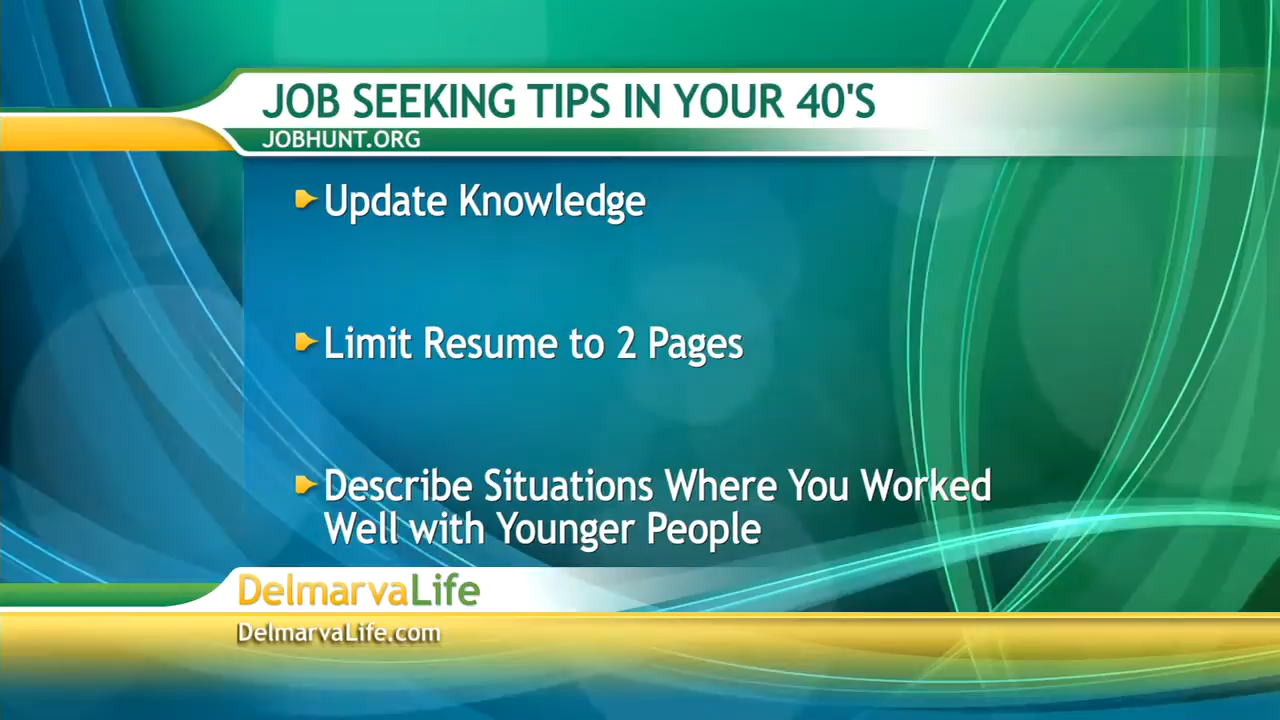 JOB SEEKING TIPS IN YOUR 40'S
JOBHUNT.ORG
Update Knowledge
Limit Resume to 2 Pages
Describe Situations Where You Worked
Well with Younger People
DelmarvaLife
DelmarvaLife.com